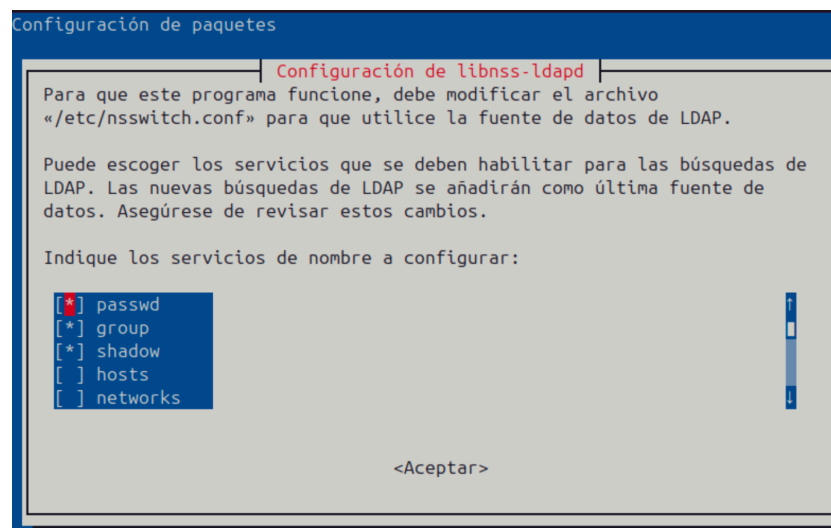 Configuración de paquetes
Configuración de libnss-ldapd
Para que este programa funcione, debe modificar el archivo
«/etc/nsswitch.conf» para que utilice la fuente de datos de LDAP.
Puede escoger los servicios que se deben habilitar para las búsquedas de
LDAP. Las nuevas búsquedas de LDAP se añadirán como última fuente de
datos. Asegúrese de revisar estos cambios.
Indique los servicios de nombre a configurar:
[*] passwd
[*] group
[*] shadow
[ ] hosts
[ ] networks
<Aceptar>